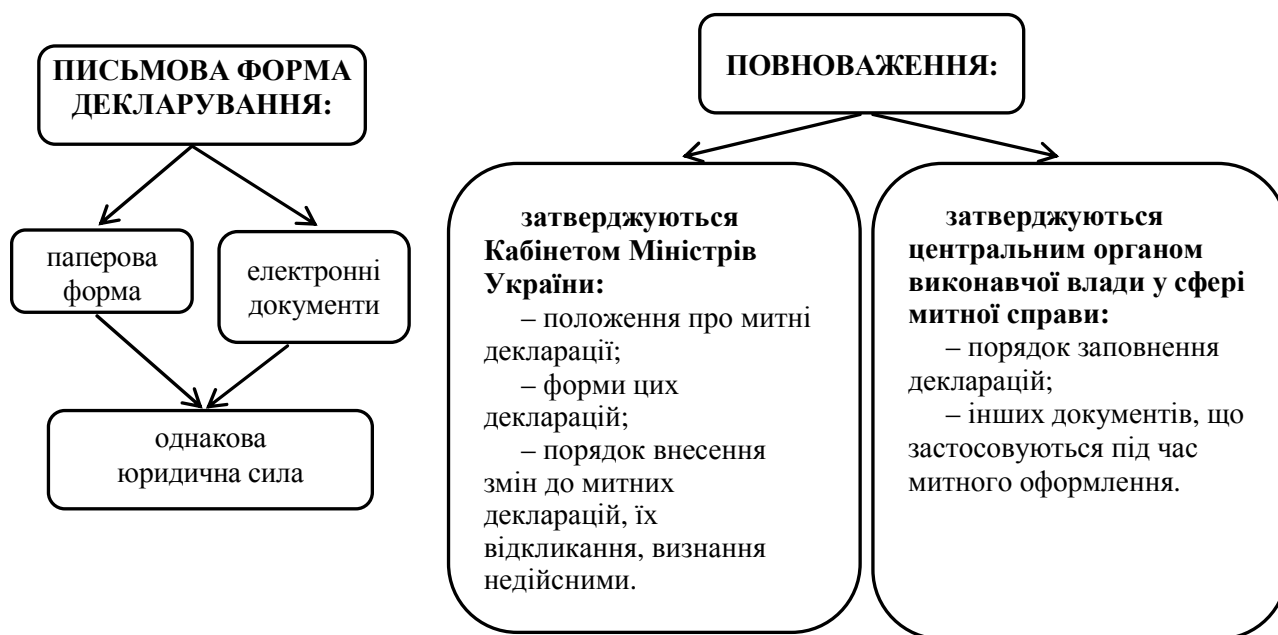 ПИСЬМОВА ФОРМА
ДЕКЛАРУВАННЯ:
паперова
форма
електронні
документи
однакова
юридична сила
ПОВНОВАЖЕННЯ:
затверджуються
Кабінетом Міністрів
України:
– положення про митні
декларації;
– форми цих
декларацій;
– порядок внесення
змін до митних
декларацій, їх
відкликання, визнання
недійсними.
затверджуються
центральним органом
виконавчої влади у сфері
митної справи:
– порядок заповнення
декларацій;
– інших документів, що
застосовуються під час
митного оформлення.